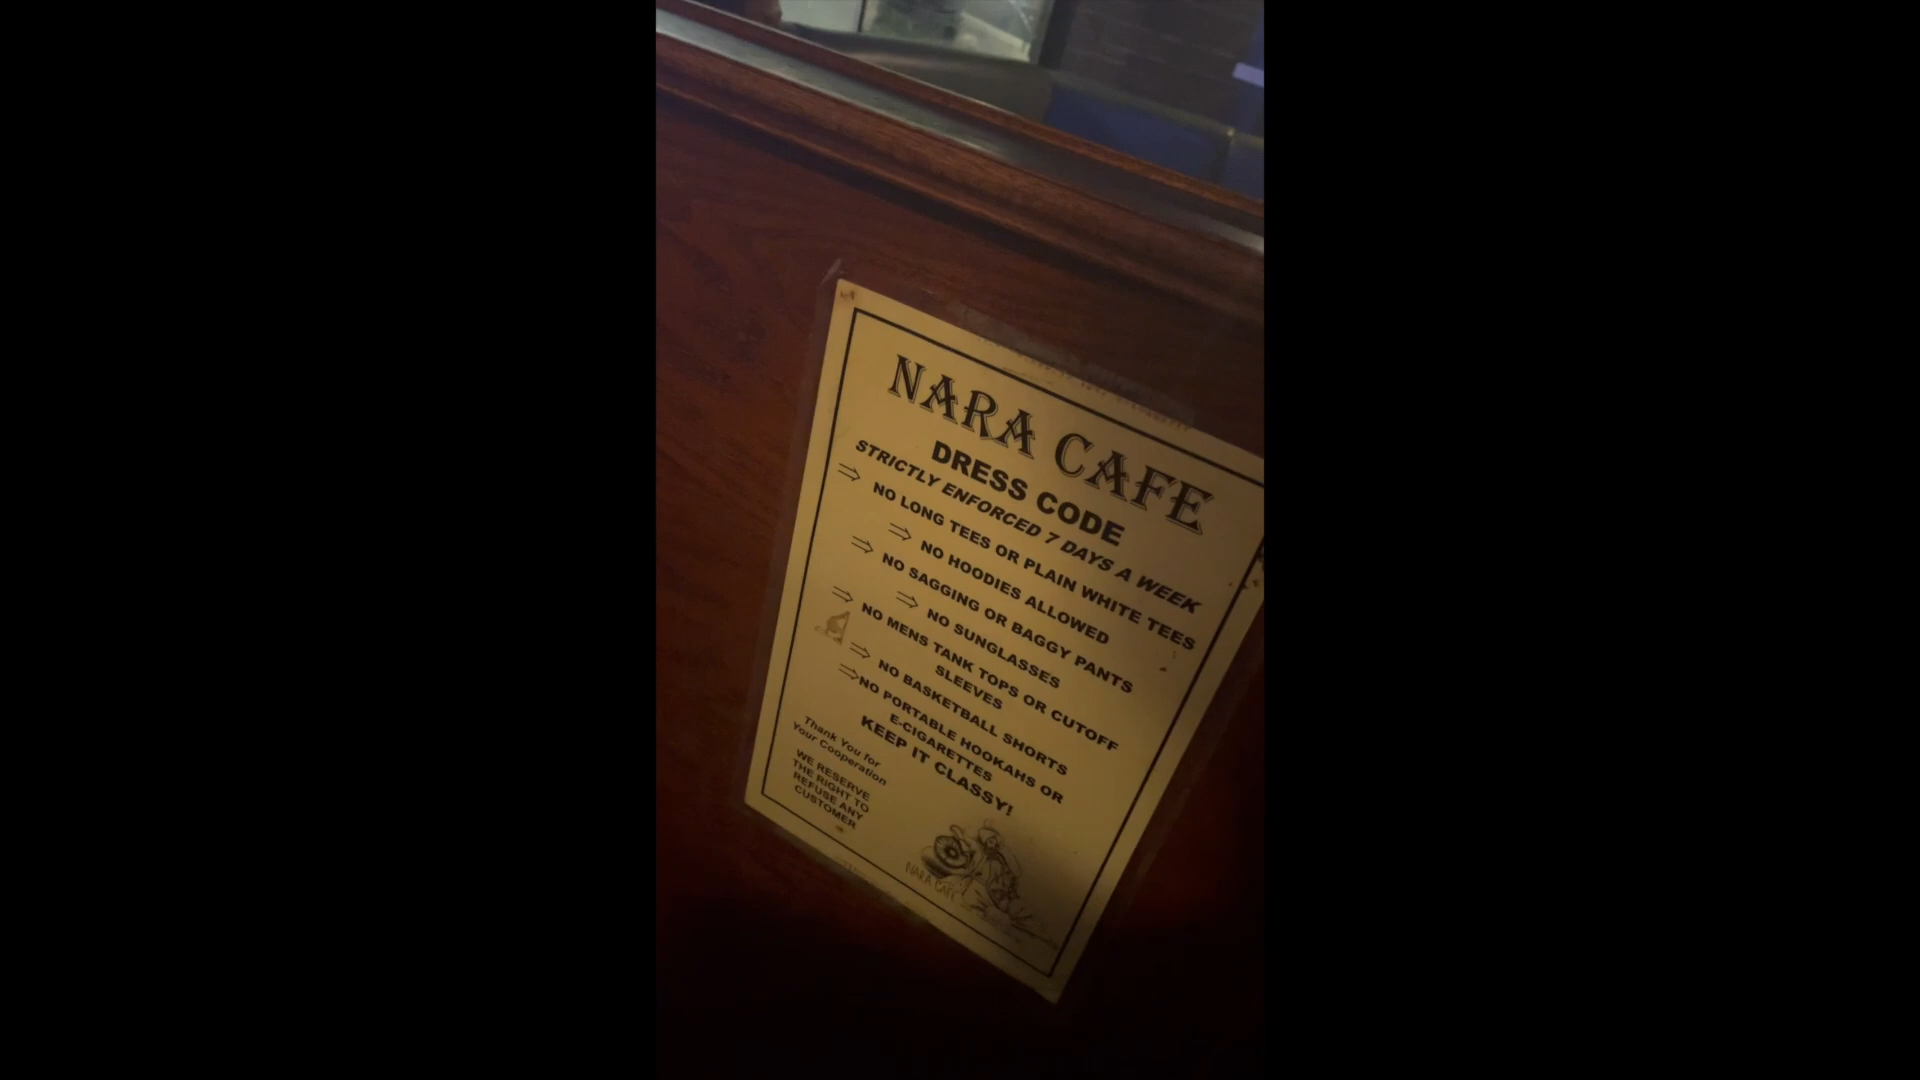 NARA CAFE
DRESS CODE
STRICTLY ENFORCED 7 DAYS A WEEK
⇒ NO LONG TEES OR PLAIN WHITE TEES
⇒ NO HOODIES ALLOWED
⇒ NO SAGGING OR BAGGY PANTS
⇒ NO SUNGLASSES
⇒ NO MENS TANK TOPS OR CUTOFF
SLEEVES
⇒ NO BASKETBALL SHORTS
⇒NO PORTABLE HOOKAHS OR
E-CIGARETTES
KEEP IT CLASSY!
Thank You for
Your Cooperation
WE RESERVE
THE RIGHT TO
REFUSE ANY
CUSTOMER
NARA CAFE